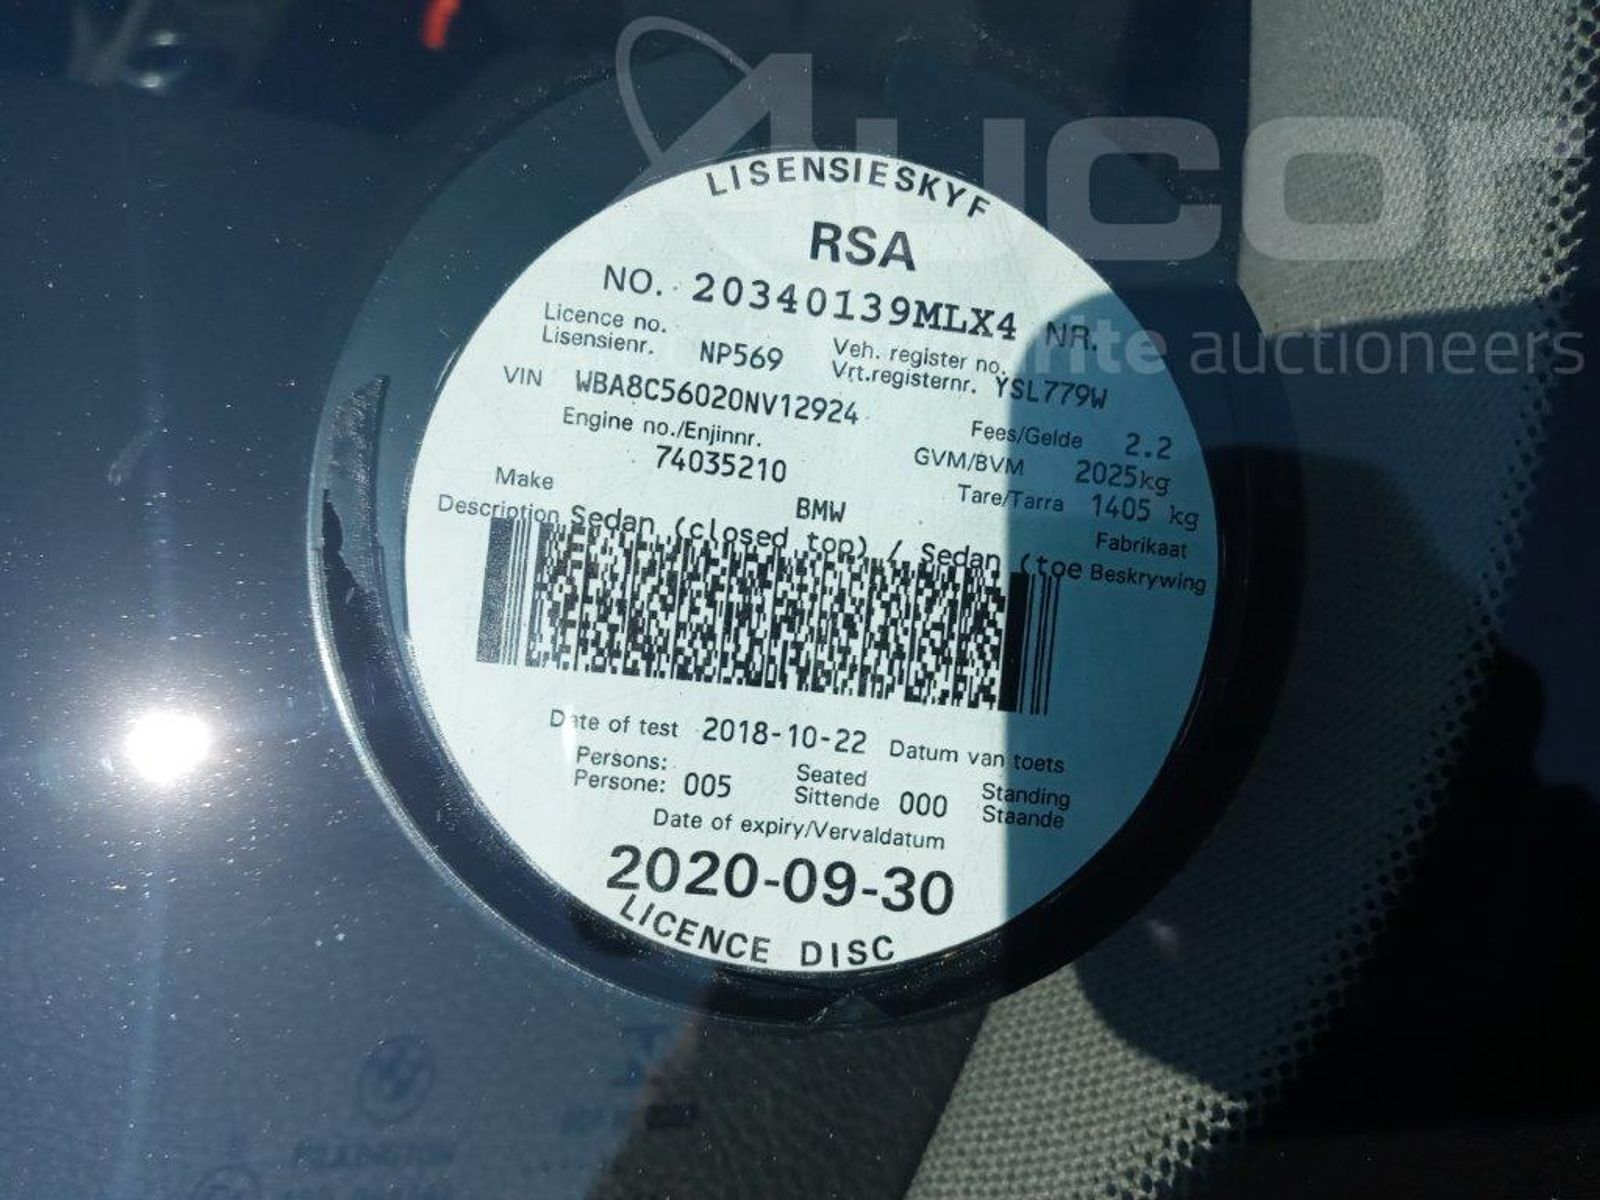 Aucor
rite auctioneers
LISENSIESKYF
RSA
NO. 20340139MLX4 NR.
Licence no.
Lisensienr. NP569 Veh. register no.
Vrt.registernr. YSL779W
VIN WBA8C56020NV12924
Fees/Gelde 2.2
Engine no./Enjinnr.
74035210
GVM/BVM 2025kg
Tare/Tarra 1405 kg
Make BMW Fabrikaat
Description Sedan (closed top) / Sedan (toe Beskrywing
Date of test 2018-10-22 Datum van toets
Persons:
Persone: 005 Seated
Sittende 000 Standing
Staande
Date of expiry/Vervaldatum
2020-09-30
LICENCE DISC